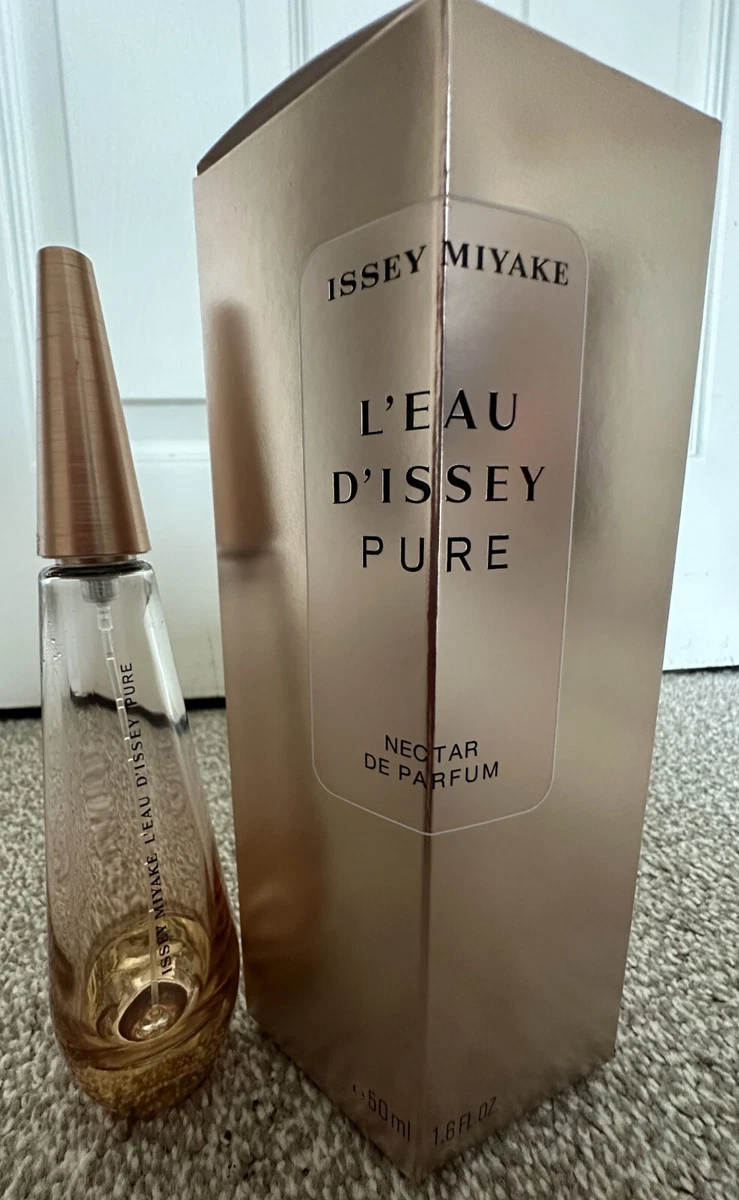 ISSEY MIYAKE
L'EAU
D'ISSEY
PURE
NECTAR
DE PARFUM
50 ml 1.6 FL.OZ
ISSEY MIYAKE L'EAU D'ISSEY PURE